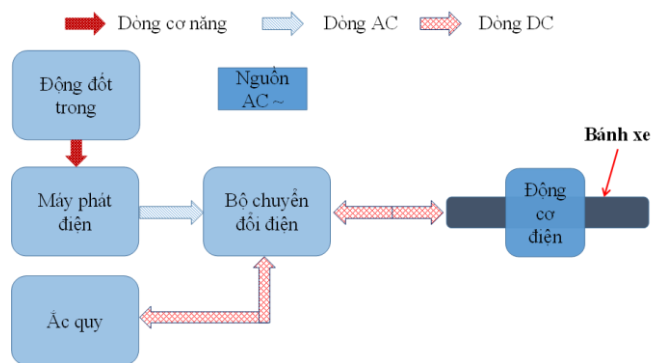 Dòng cơ năng
Dòng AC
Dòng DC
Động đốt
trong
Nguồn
AC ~
Bánh xe
Máy phát
điện
Bộ chuyển
đổi điện
Động
cơ
điện
Ắc quy